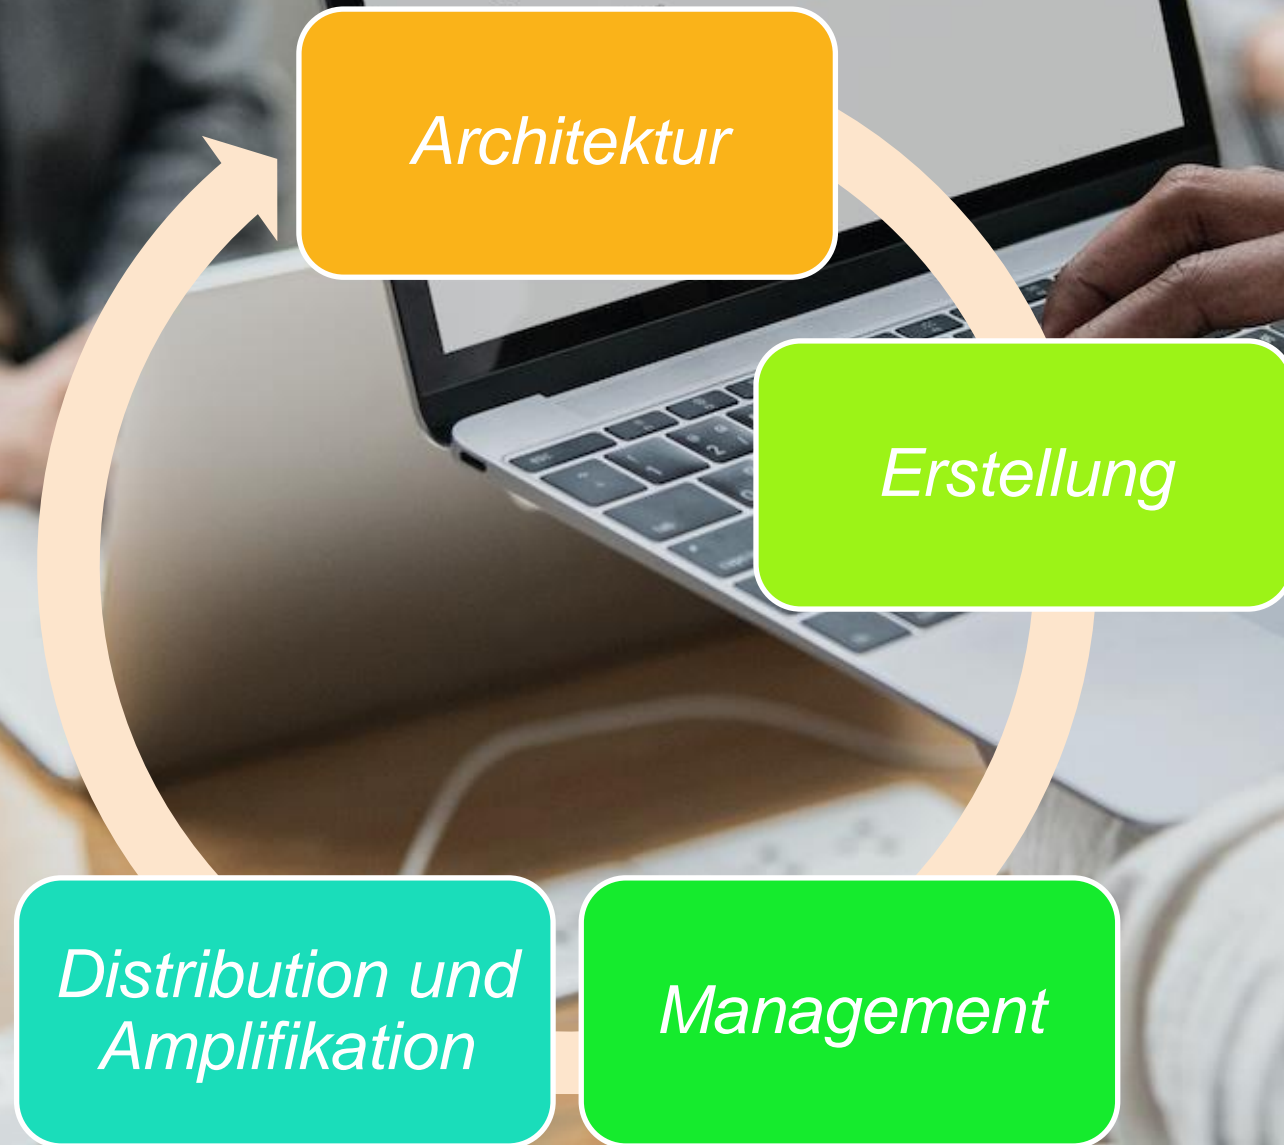 Architektur
Erstellung
Distribution und
Amplifikation
Management